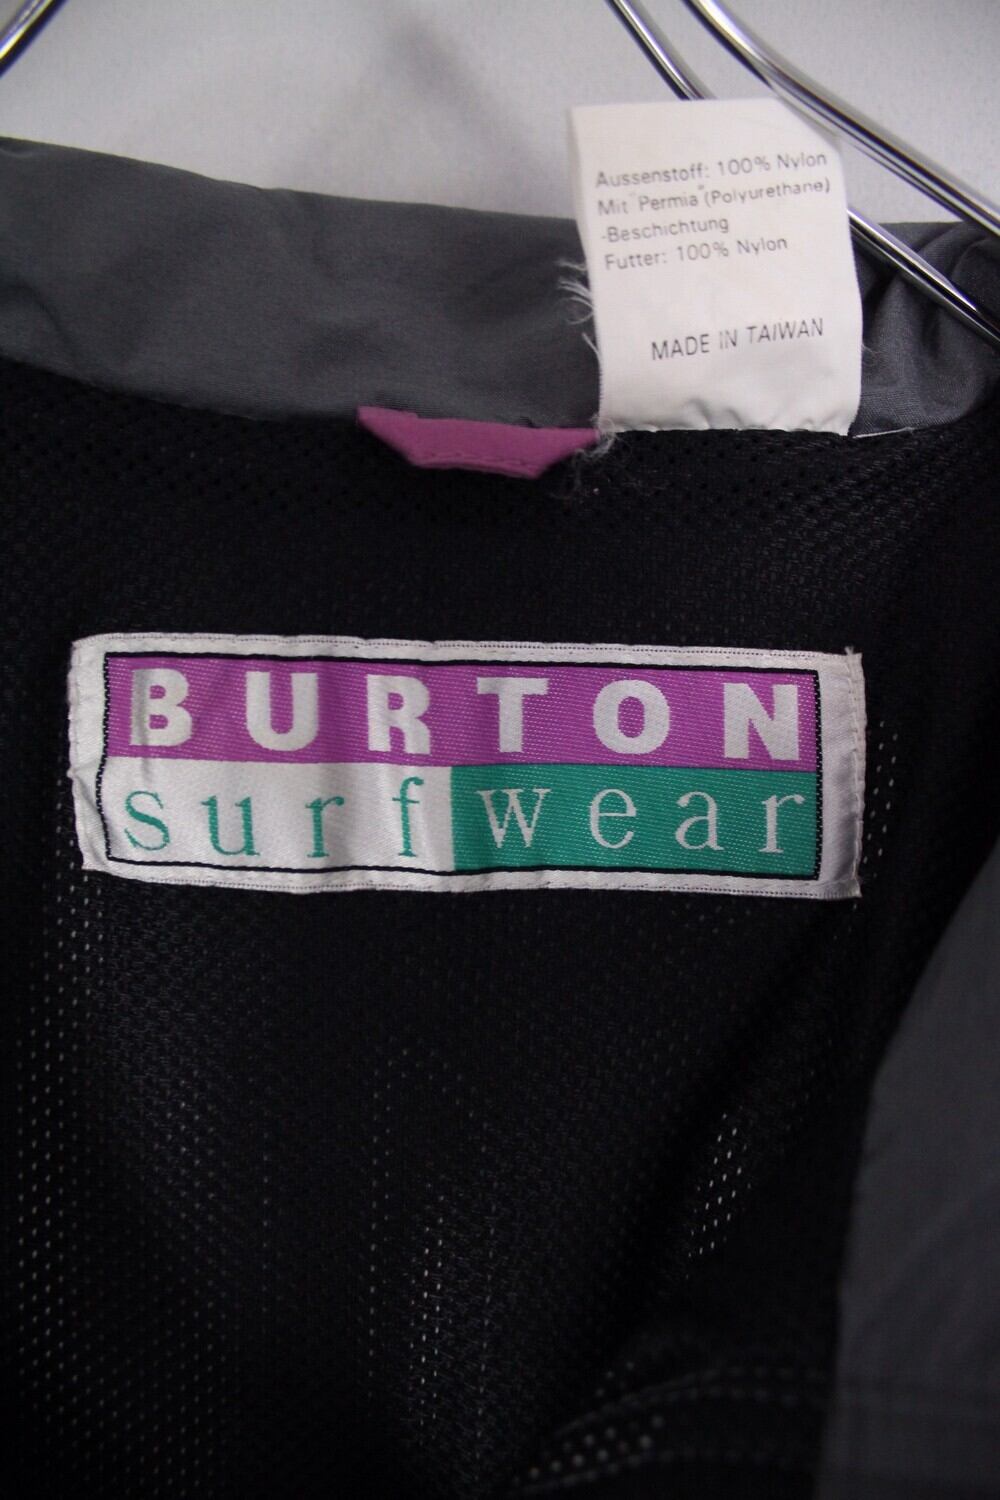 Aussenstoff: 100% Nylon
Mit "Permia" (Polyurethane)
-Beschichtung
Futter: 100% Nylon
MADE IN TAIWAN
BURTON
surfwear